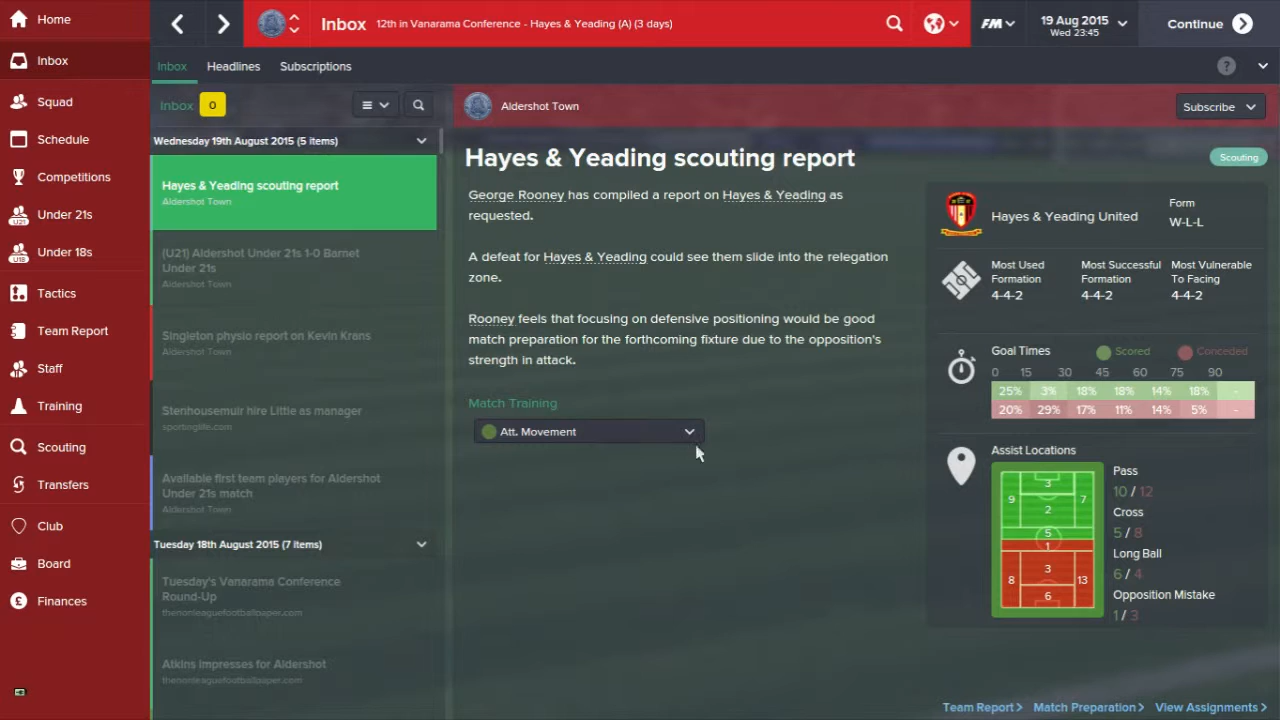 Home
Inbox
Squad
Schedule
Competitions
U21
Under 21s
U18
Under 18s
Tactics
Team Report
Staff
Training
Scouting
Transfers
Club
Board
£
Finances
Inbox
12th in Vanarama Conference - Hayes & Yeading (A) (3 days)
FM
19 Aug 2015
Wed 23:45
Continue
Inbox
Headlines
Subscriptions
?
Inbox
0
Wednesday 19th August 2015 (5 items)
Hayes & Yeading scouting report
Aldershot Town
(U21) Aldershot Under 21s 1-0 Barnet
Under 21s
Aldershot Town
Singleton physio report on Kevin Krans
Aldershot Town
Stenhousemuir hire Little as manager
sportinglife.com
Available first team players for Aldershot
Under 21s match
Aldershot Town
Tuesday 18th August 2015 (7 items)
Tuesday's Vanarama Conference
Round-Up
thenonleaguefootballpaper.com
Atkins impresses for Aldershot
thenonleaguefootballpaper.com
Aldershot Town
Subscribe
Hayes & Yeading scouting report
Scouting
George Rooney has compiled a report on Hayes & Yeading as
requested.
A defeat for Hayes & Yeading could see them slide into the relegation
zone.
Rooney feels that focusing on defensive positioning would be good
match preparation for the forthcoming fixture due to the opposition's
strength in attack.
Match Training
Att. Movement
Hayes & Yeading United
Form
W-L-L
Most Used
Formation
4-4-2
Most Successful
Formation
4-4-2
Most Vulnerable
To Facing
4-4-2
Goal Times
Scored
Conceded
0 15 30 45 60 75 90
25% 3% 18% 18% 14% 18% -
20% 29% 17% 11% 14% 5% -
Assist Locations
3
9 7
2
5
1
3
8 13
6
Pass
10 / 12
Cross
5 / 8
Long Ball
6 / 4
Opposition Mistake
1 / 3
Team Report>
Match Preparation>
View Assignments>